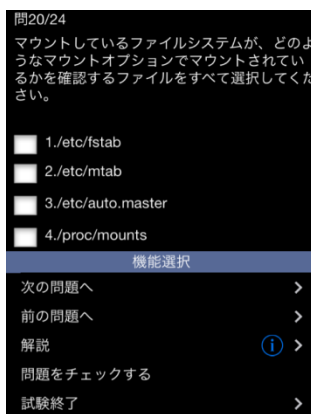 問20/24
マウントしているファイルシステムが、どのよ
うなマウントオプションでマウントされてい
るかを確認するファイルをすべて選択してくだ
さい。
1./etc/fstab
2./etc/mtab
3./etc/auto.master
4./proc/mounts
機能選択
次の問題へ
前の問題へ
解説
問題をチェックする
試験終了